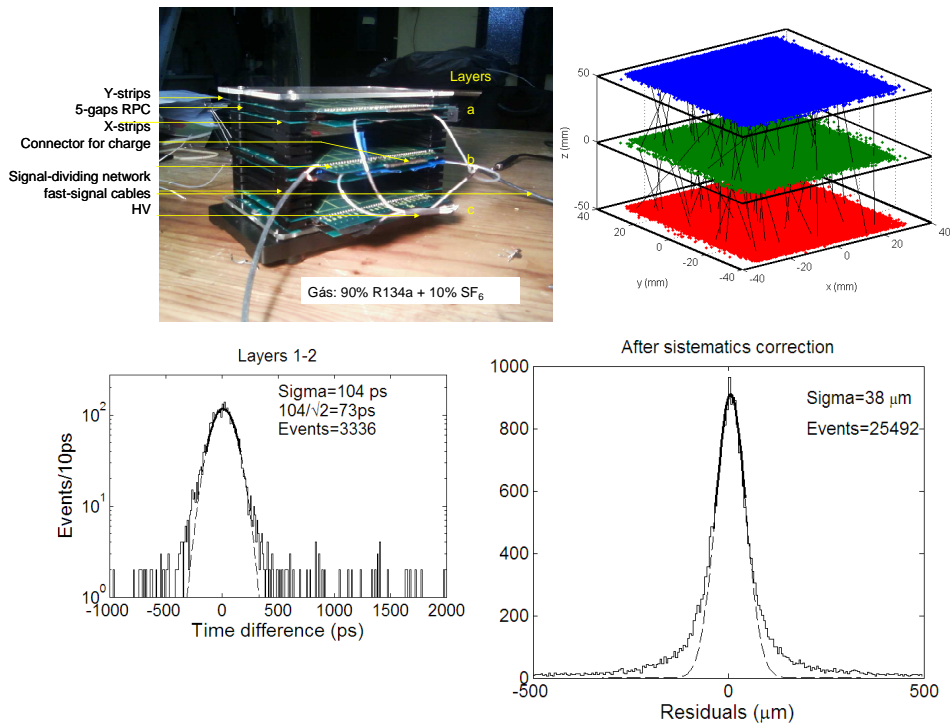 Y-strips
5-gaps RPC
X-strips
Connector for charge
Signal-dividing network
fast-signal cables
HV
Layers
a
b
c
Gás: 90% R134a + 10% SF6
50
0
-50
z (mm)
40
20
0
-20
-40
y (mm)
-40
-20
0
20
40
x (mm)
Layers 1-2
Sigma=104 ps
104/√2=73ps
Events=3336
Events/10ps
10^2
10^1
10^0
-1000 -500 0 500 1000 1500 2000
Time difference (ps)
After sistematics correction
Sigma=38 μm
Events=25492
1000
800
600
400
200
0
-500 0 500
Residuals (μm)